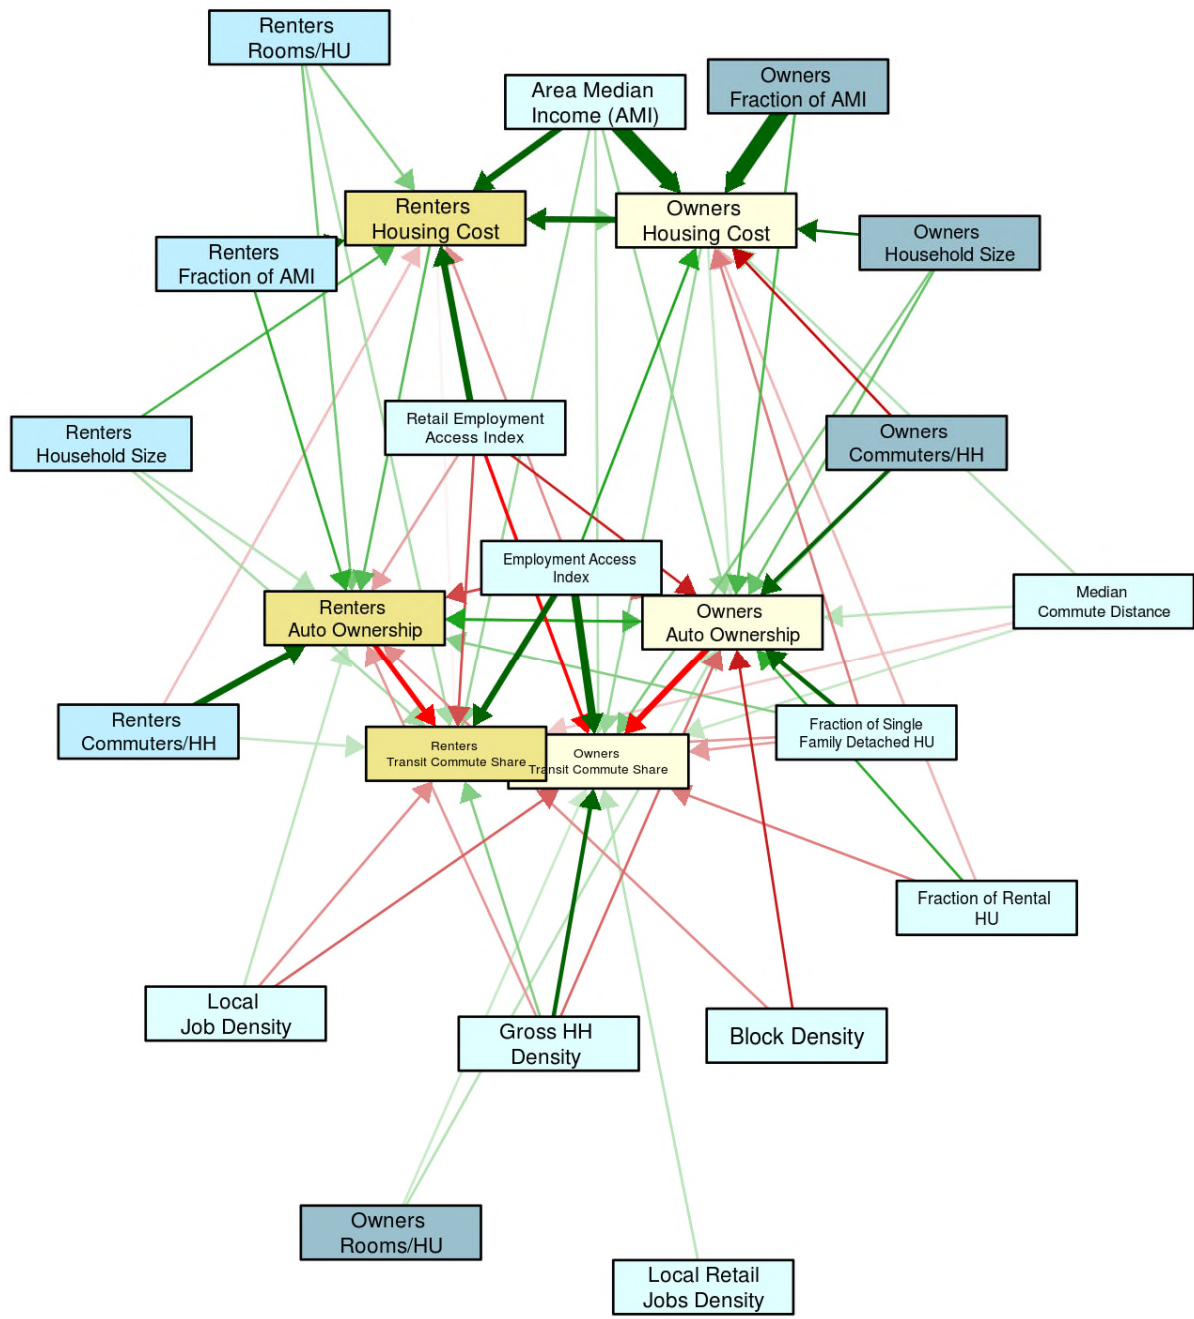 Renters
Rooms/HU
Area Median
Income (AMI)
Owners
Fraction of AMI
Renters
Housing Cost
Owners
Housing Cost
Renters
Fraction of AMI
Owners
Household Size
Retail Employment
Access Index
Renters
Household Size
Owners
Commuters/HH
Employment Access
Index
Renters
Auto Ownership
Owners
Auto Ownership
Median
Commute Distance
Renters
Commuters/HH
Renters
Transit Commute Share
Owners
Transit Commute Share
Fraction of Single
Family Detached HU
Fraction of Rental
HU
Local
Job Density
Gross HH
Density
Block Density
Owners
Rooms/HU
Local Retail
Jobs Density